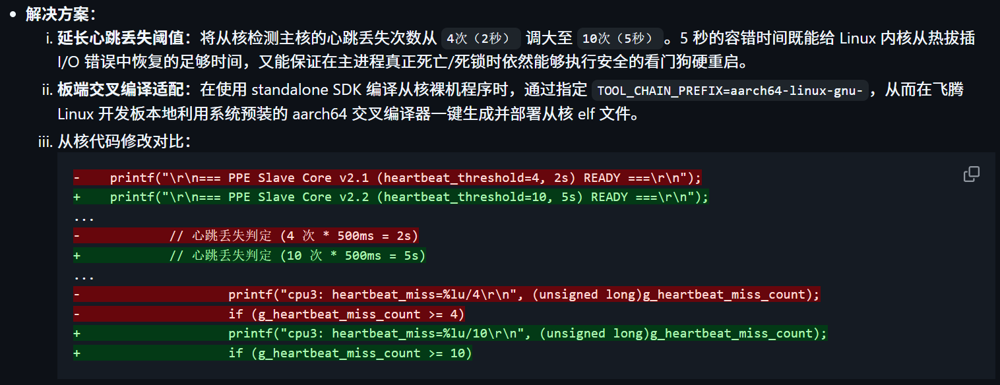 • 解决方案：
i. 延长心跳丢失阈值：将从核检测主核的心跳丢失次数从 4次（2秒） 调大至 10次（5秒） 。5 秒的容错时间既能给 Linux 内核从热拔插
I/O 错误中恢复的足够时间，又能保证在主进程真正死亡/死锁时依然能够执行安全的看门狗硬重启。
ii. 板端交叉编译适配：在使用 standalone SDK 编译从核裸机程序时，通过指定 TOOL_CHAIN_PREFIX=aarch64-linux-gnu- ，从而在飞腾
Linux 开发板本地利用系统预装的 aarch64 交叉编译器一键生成并部署从核 elf 文件。
iii. 从核代码修改对比：
-    printf("\r\n=== PPE Slave Core v2.1 (heartbeat_threshold=4, 2s) READY ===\r\n");
+    printf("\r\n=== PPE Slave Core v2.2 (heartbeat_threshold=10, 5s) READY ===\r\n");
...
-            // 心跳丢失判定 (4 次 * 500ms = 2s)
+            // 心跳丢失判定 (10 次 * 500ms = 5s)
...
-                    printf("cpu3: heartbeat_miss=%lu/4\r\n", (unsigned long)g_heartbeat_miss_count);
-                    if (g_heartbeat_miss_count >= 4)
+                    printf("cpu3: heartbeat_miss=%lu/10\r\n", (unsigned long)g_heartbeat_miss_count);
+                    if (g_heartbeat_miss_count >= 10)